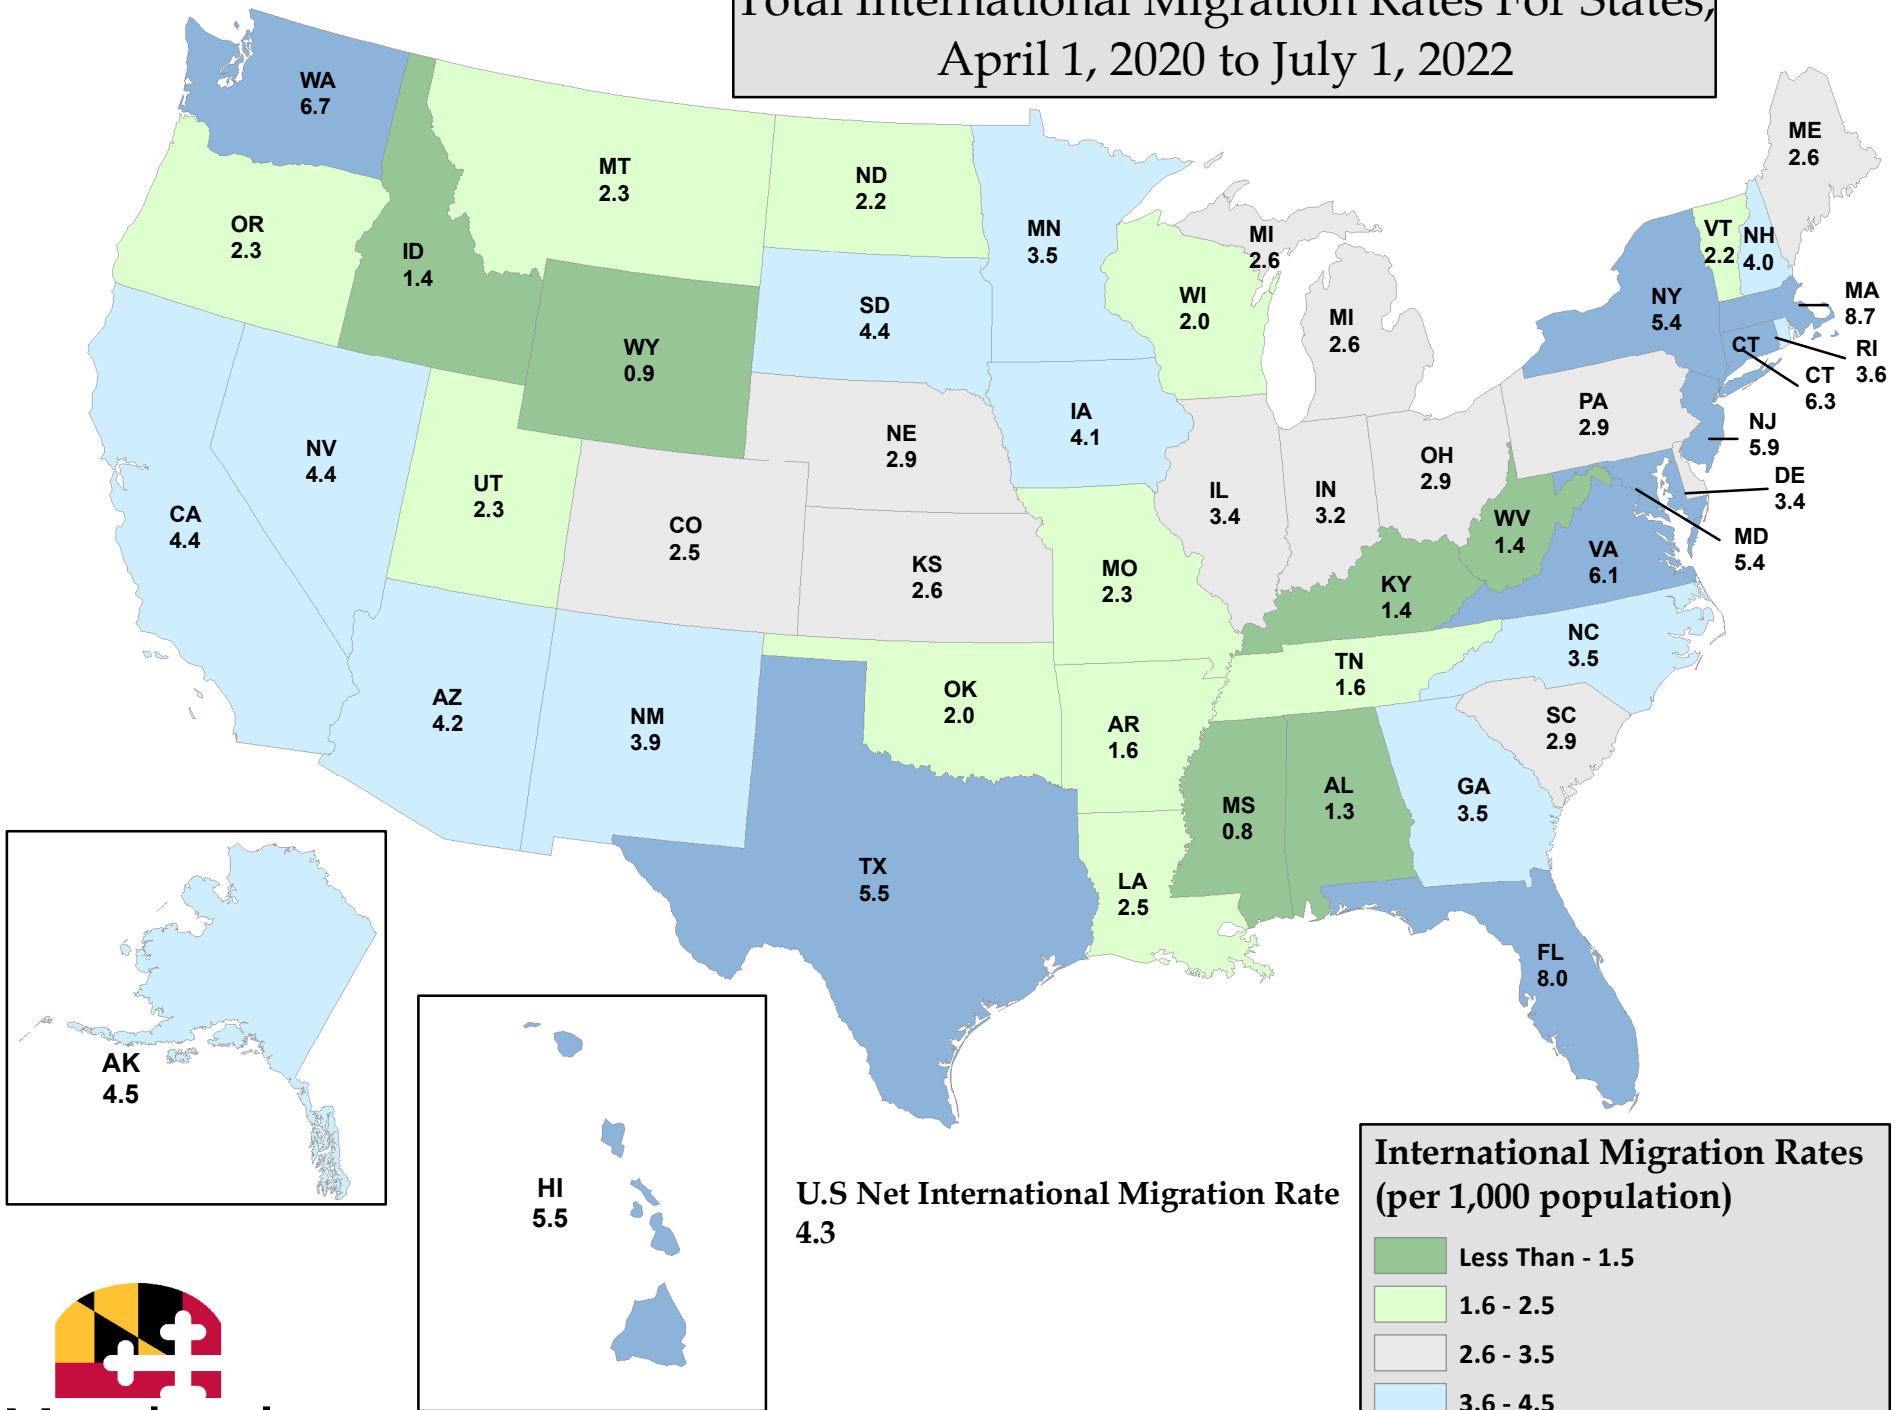 Total International Migration Rates For States,
April 1, 2020 to July 1, 2022
WA
6.7
OR
2.3
ID
1.4
MT
2.3
WY
0.9
ND
2.2
SD
4.4
MN
3.5
WI
2.0
MI
2.6
MI
2.6
ME
2.6
VT
2.2
NH
4.0
NY
5.4
MA
8.7
RI
3.6
CT
CT
6.3
NJ
5.9
PA
2.9
DE
3.4
MD
5.4
CA
4.4
NV
4.4
UT
2.3
CO
2.5
NE
2.9
KS
2.6
IA
4.1
MO
2.3
IL
3.4
IN
3.2
OH
2.9
WV
1.4
VA
6.1
KY
1.4
TN
1.6
NC
3.5
SC
2.9
GA
3.5
AL
1.3
MS
0.8
AR
1.6
LA
2.5
OK
2.0
TX
5.5
NM
3.9
AZ
4.2
FL
8.0
AK
4.5
HI
5.5
U.S Net International Migration Rate
4.3
International Migration Rates
(per 1,000 population)
Less Than - 1.5
1.6 - 2.5
2.6 - 3.5
3.6 - 4.5